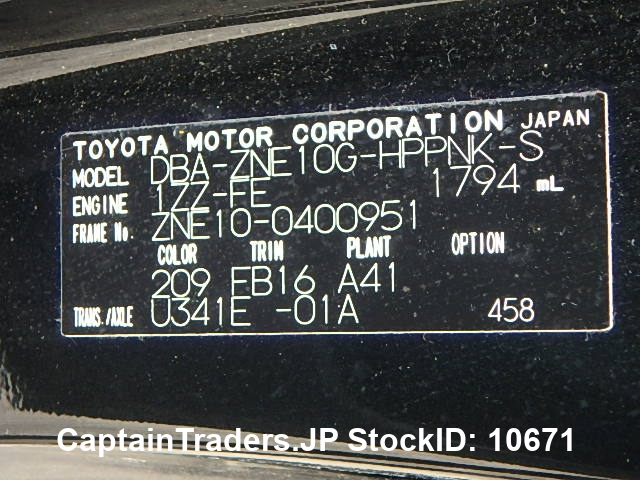 TOYOTA MOTOR CORPORATION JAPAN
MODEL DBA-ZNE10G-HPPNK-S
ENGINE 1ZZ-FE 1794 mL
FRAME No. ZNE10-0400951
COLOR TRIM PLANT OPTION
209 FB16 A41
TRANS./AXLE U341E -01A 458
CaptainTraders.JP StockID: 10671